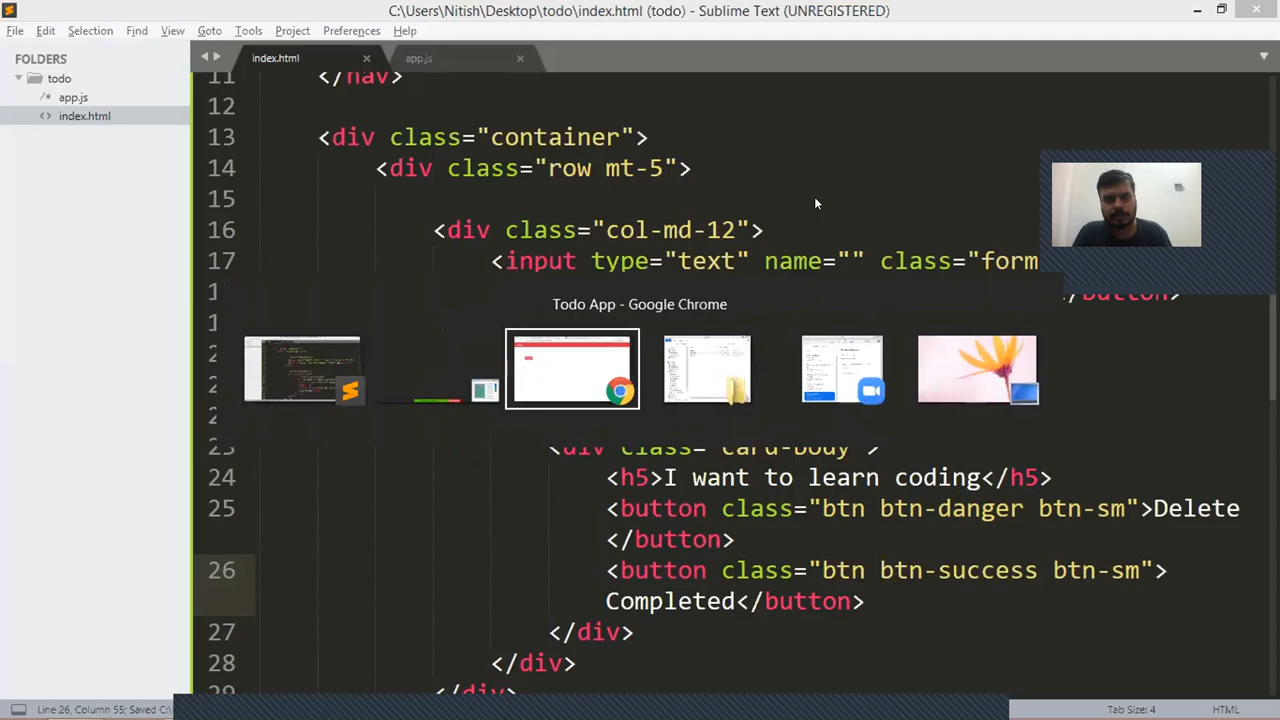 C:\Users\Nitish\Desktop\todo\index.html (todo) - Sublime Text (UNREGISTERED)
File Edit Selection Find View Goto Tools Project Preferences Help
FOLDERS
todo
/* app.js
<> index.html
index.html
app.js
11 </nav>
12
13 <div class="container">
14 <div class="row mt-5">
15
16 <div class="col-md-12">
17 <input type="text" name="" class="form
Todo App - Google Chrome
23 <div class="card-body">
24 <h5>I want to learn coding</h5>
25 <button class="btn btn-danger btn-sm">Delete
</button>
26 <button class="btn btn-success btn-sm">
Completed</button>
27 </div>
28 </div>
29 </div>
Line 26, Column 55; Saved C:\
Tab Size: 4
HTML